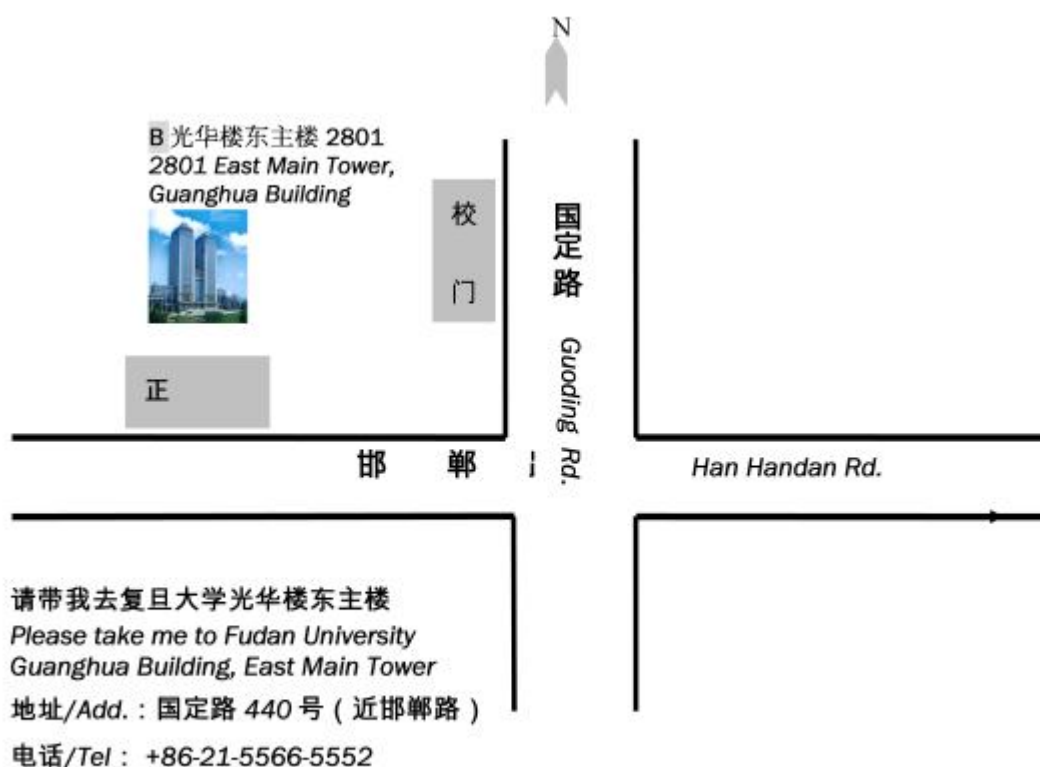 N
B 光华楼东主楼 2801
2801 East Main Tower,
Guanghua Building
校
门
国定路 Guoding Rd.
正
邯 郸
Han Handan Rd.
请带我去复旦大学光华楼东主楼
Please take me to Fudan University
Guanghua Building, East Main Tower
地址/Add.：国定路 440 号（近邯郸路）
电话/Tel： +86-21-5566-5552